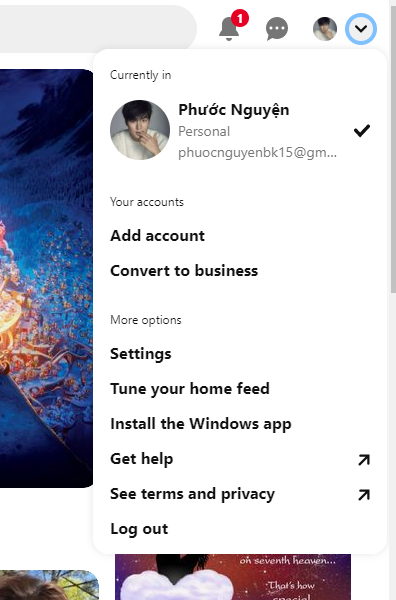 1
Currently in
Phước Nguyện
Personal
phuocnguyenbk15@gm...
Your accounts
Add account
Convert to business
More options
Settings
Tune your home feed
Install the Windows app
Get help
See terms and privacy
Log out
on seventh heaven...
That's how
special